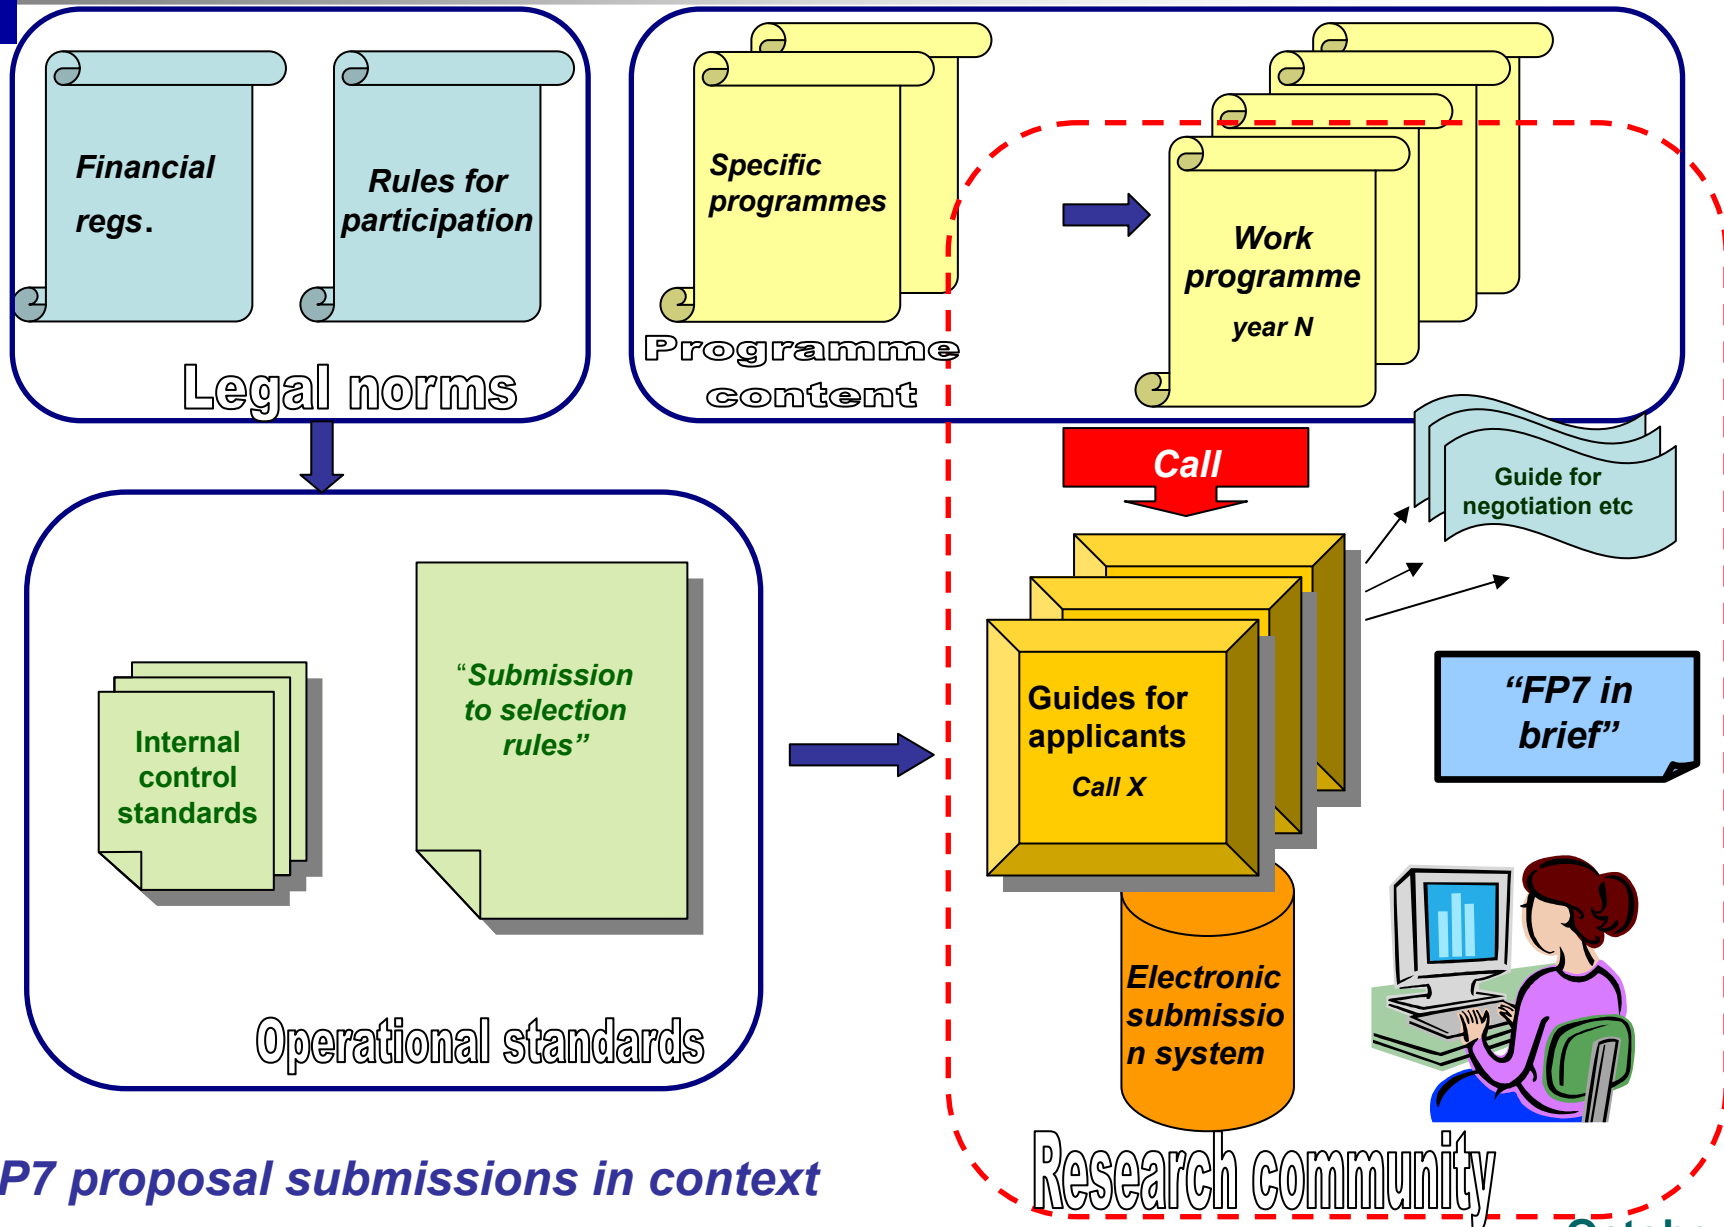 Financial
regs.
Rules for
participation
Legal norms
Specific
programmes
Work
programme
year N
Programme
content
Call
Guide for
negotiation etc
Internal
control
standards
“Submission
to selection
rules”
Operational standards
Guides for
applicants
Call X
“FP7 in
brief”
Electronic
submissio
n system
Research community
P7 proposal submissions in context